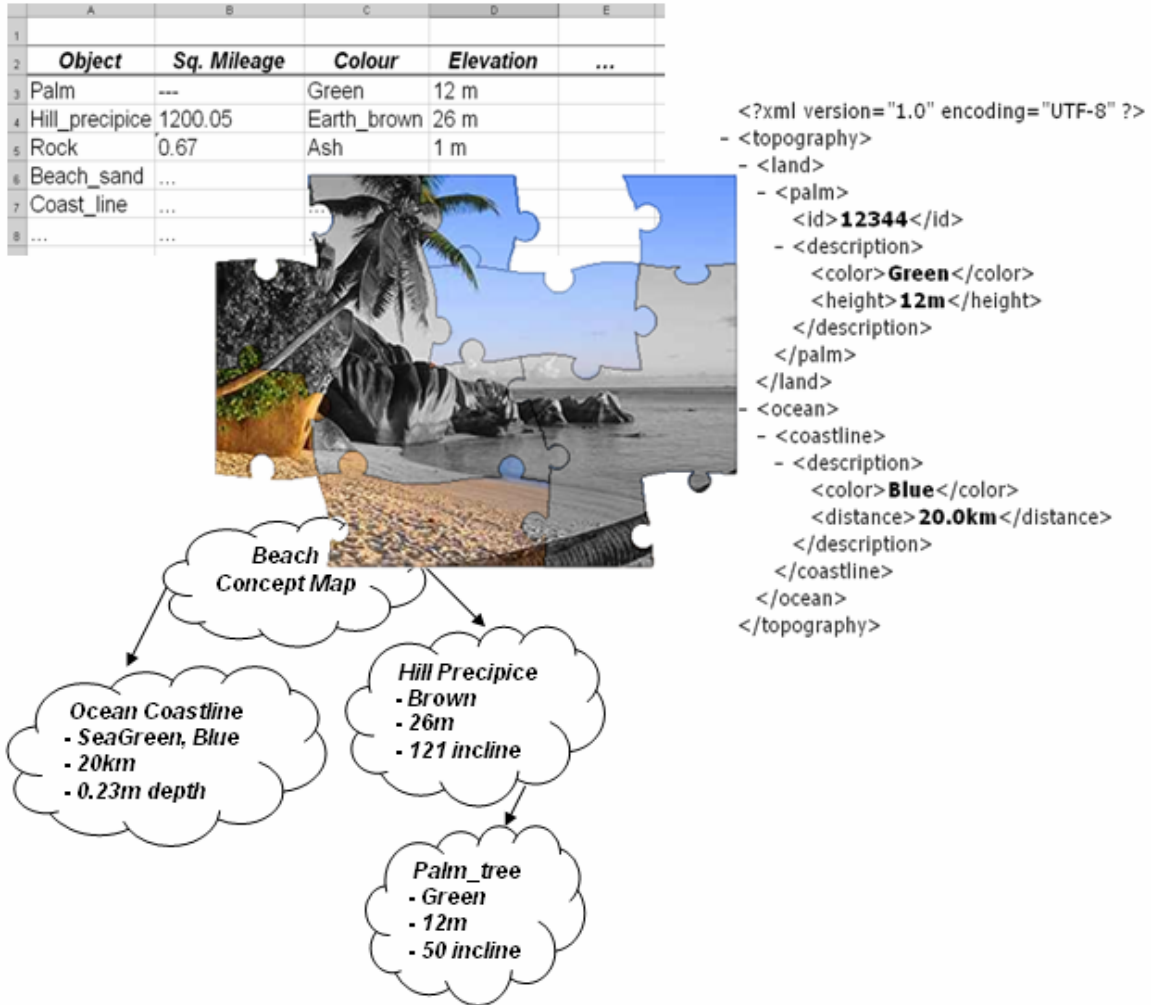 A B C D E
1
2 Object Sq. Mileage Colour Elevation ...
3 Palm --- Green 12 m
4 Hill_precipice 1200.05 Earth_brown 26 m
5 Rock 0.67 Ash 1 m
6 Beach_sand ...
7 Coast_line ... ...
8 ... ...
<?xml version="1.0" encoding="UTF-8" ?>
- <topography>
- <land>
- <palm>
<id>12344</id>
- <description>
<color>Green</color>
<height>12m</height>
</description>
</palm>
</land>
- <ocean>
- <coastline>
- <description>
<color>Blue</color>
<distance>20.0km</distance>
</description>
</coastline>
</ocean>
</topography>
Beach
Concept Map
Ocean Coastline
- SeaGreen, Blue
- 20km
- 0.23m depth
Hill Precipice
- Brown
- 26m
- 121 incline
Palm_tree
- Green
- 12m
- 50 incline